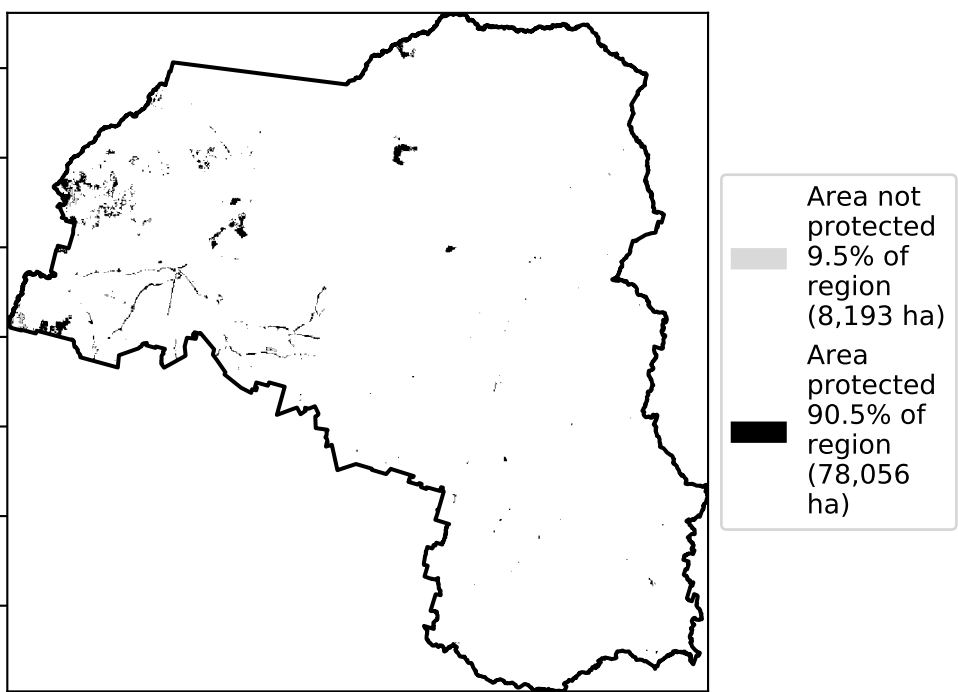 Area not
protected
9.5% of
region
(8,193 ha)
Area
protected
90.5% of
region
(78,056
ha)